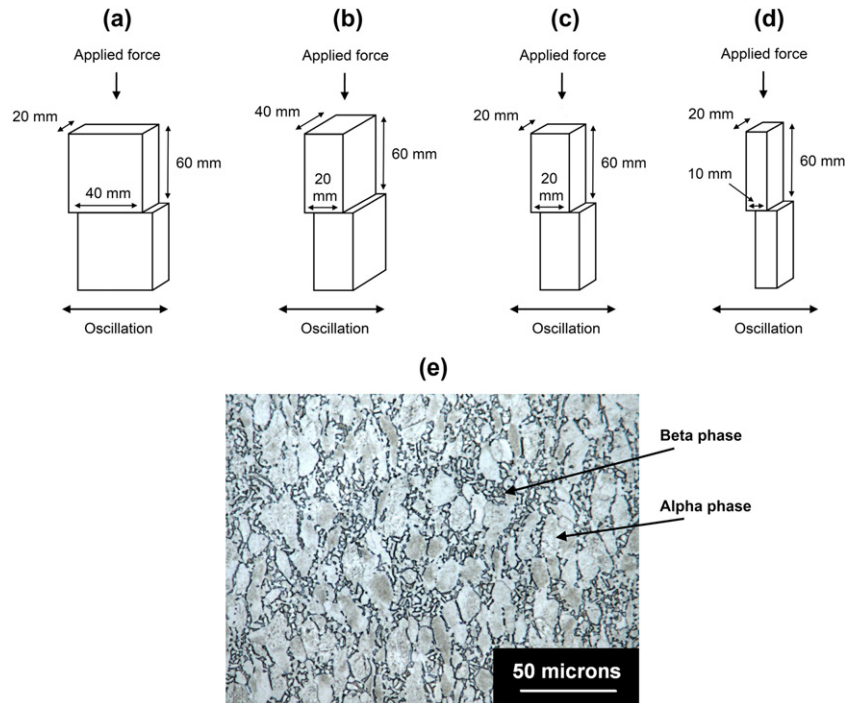 (a)
Applied force
20 mm
60 mm
40 mm
Oscillation
(b)
Applied force
40 mm
60 mm
20
mm
Oscillation
(c)
Applied force
20 mm
60 mm
20
mm
Oscillation
(d)
Applied force
20 mm
60 mm
10 mm
Oscillation
(e)
Beta phase
Alpha phase
50 microns